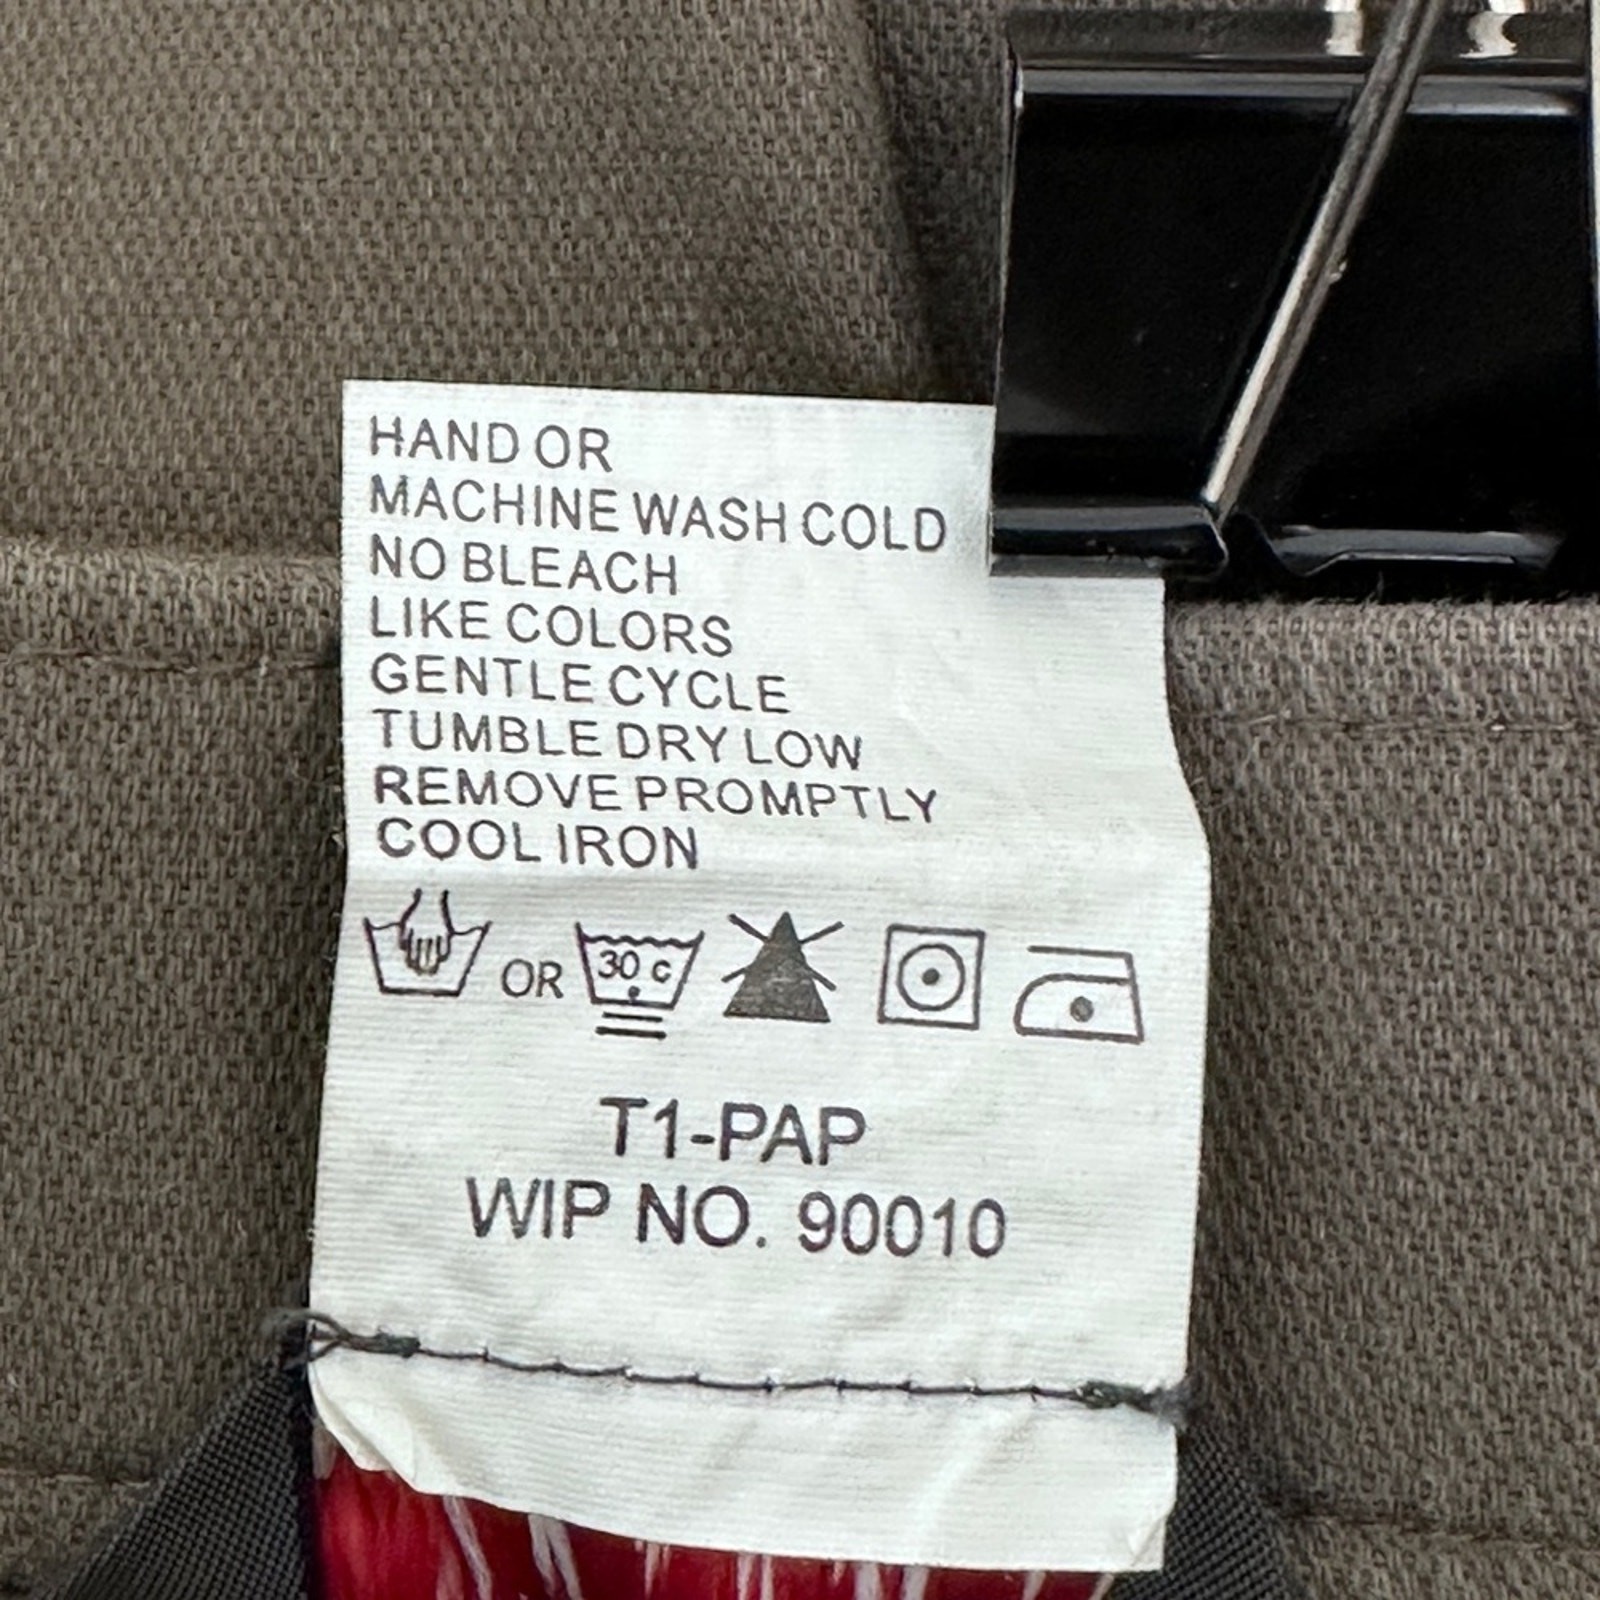 HAND OR
MACHINE WASH COLD
NO BLEACH
LIKE COLORS
GENTLE CYCLE
TUMBLE DRY LOW
REMOVE PROMPTLY
COOL IRON
OR 30 c
T1-PAP
WIP NO. 90010